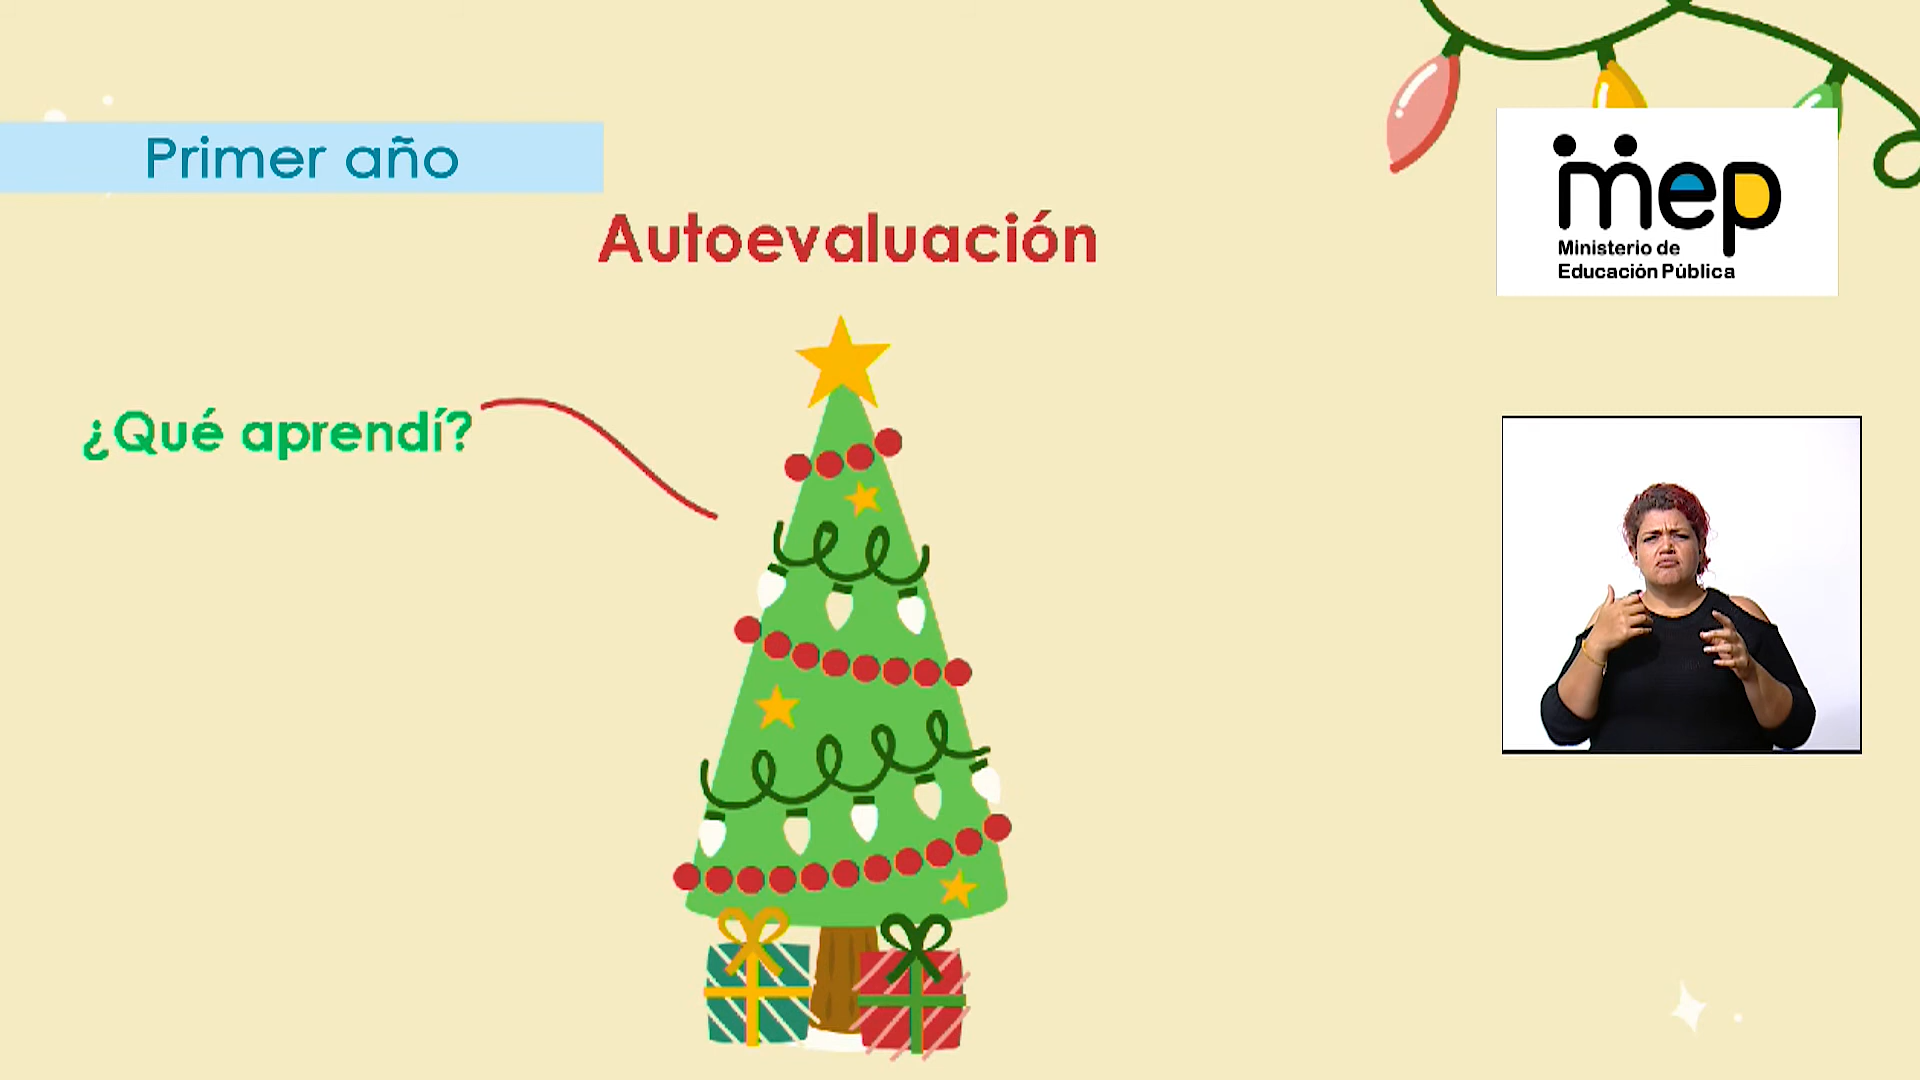 Primer año
Autoevaluación
¿Qué aprendí?
mep
Ministerio de
Educación Pública